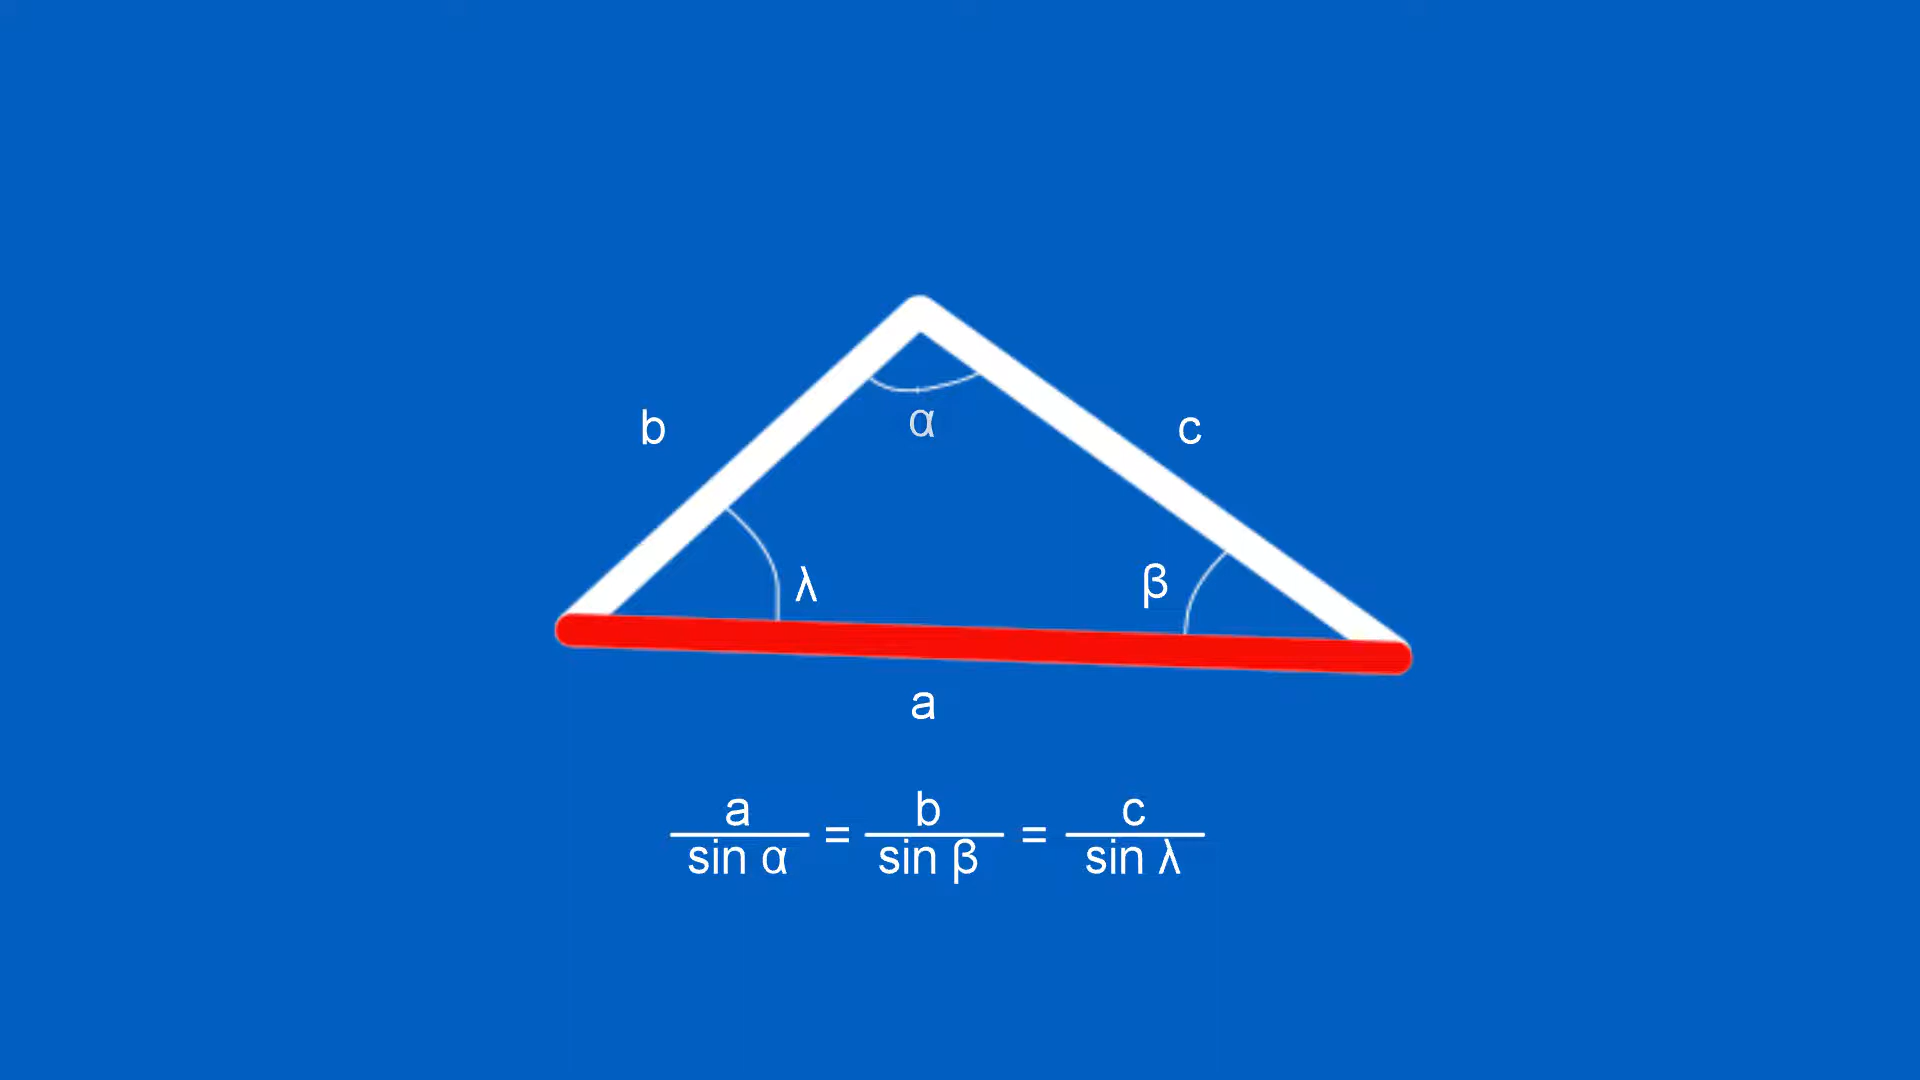 b
α
c
λ
β
a
a/sin α = b/sin β = c/sin λ